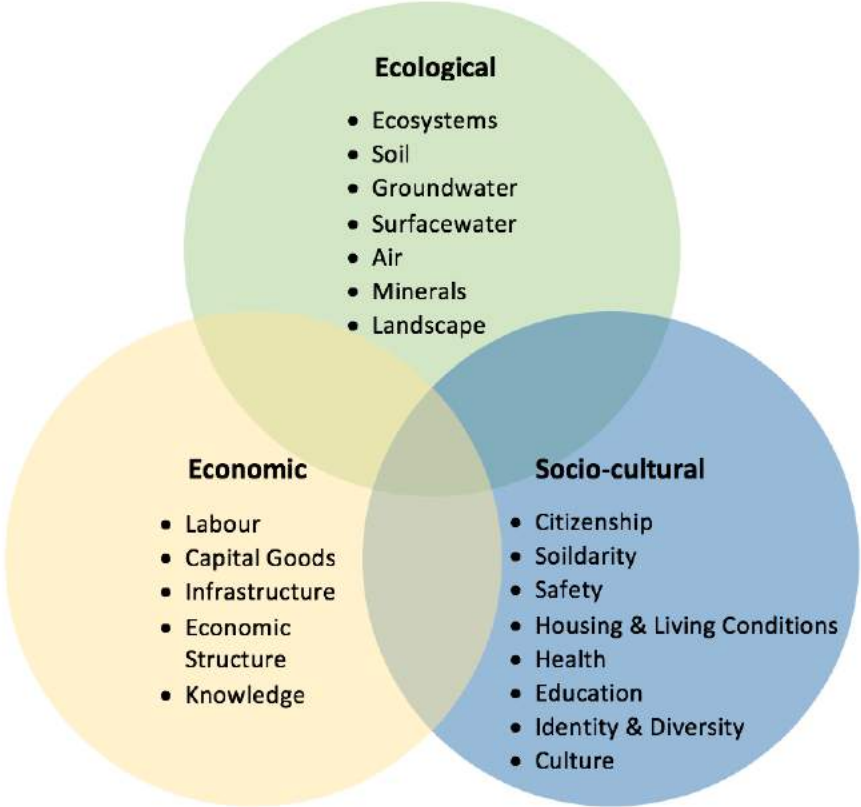 Ecological
• Ecosystems
• Soil
• Groundwater
• Surfacewater
• Air
• Minerals
• Landscape
Economic
• Labour
• Capital Goods
• Infrastructure
• Economic
Structure
• Knowledge
Socio-cultural
• Citizenship
• Soildarity
• Safety
• Housing & Living Conditions
• Health
• Education
• Identity & Diversity
• Culture